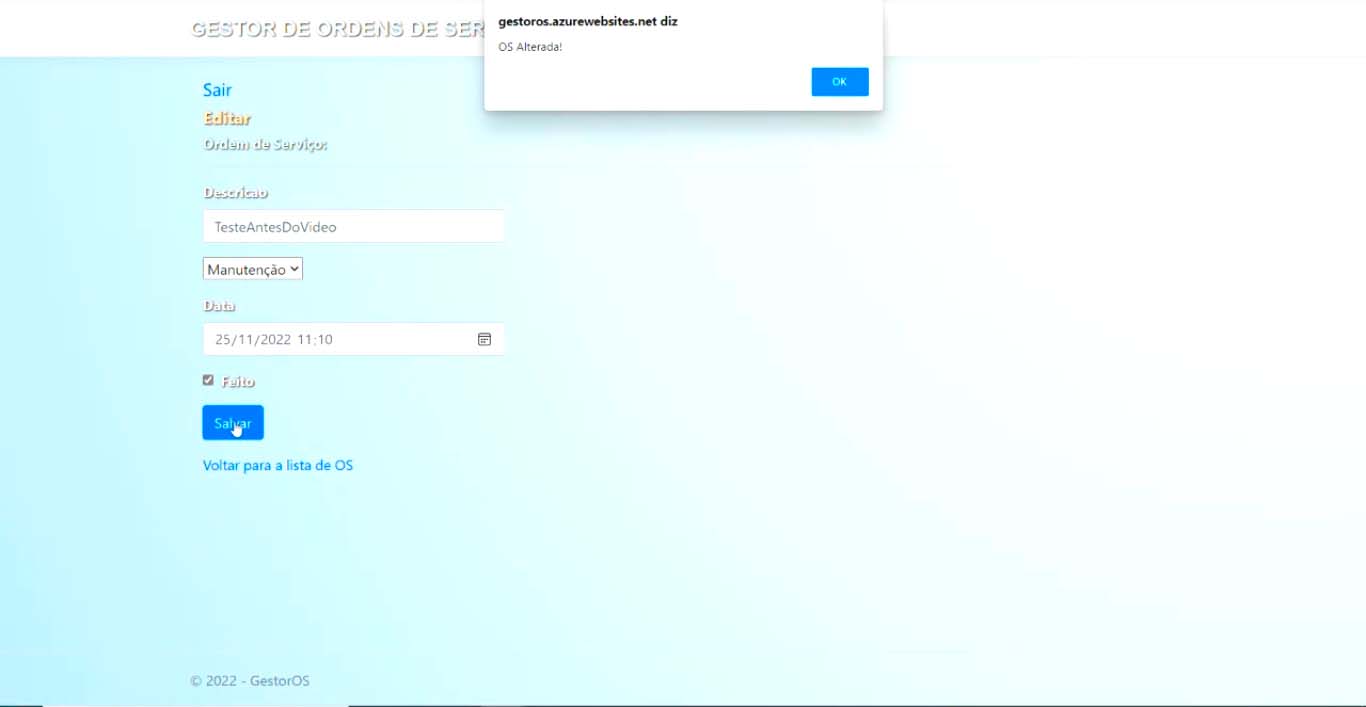 GESTOR DE ORDENS DE SER
gestoros.azurewebsites.net diz
OS Alterada!
OK
Sair
Editar
Ordem de Serviço:
Descricao
TesteAntesDoVideo
Manutenção
Data
25/11/2022 11:10
Feito
Salvar
Voltar para a lista de OS
© 2022 - GestorOS